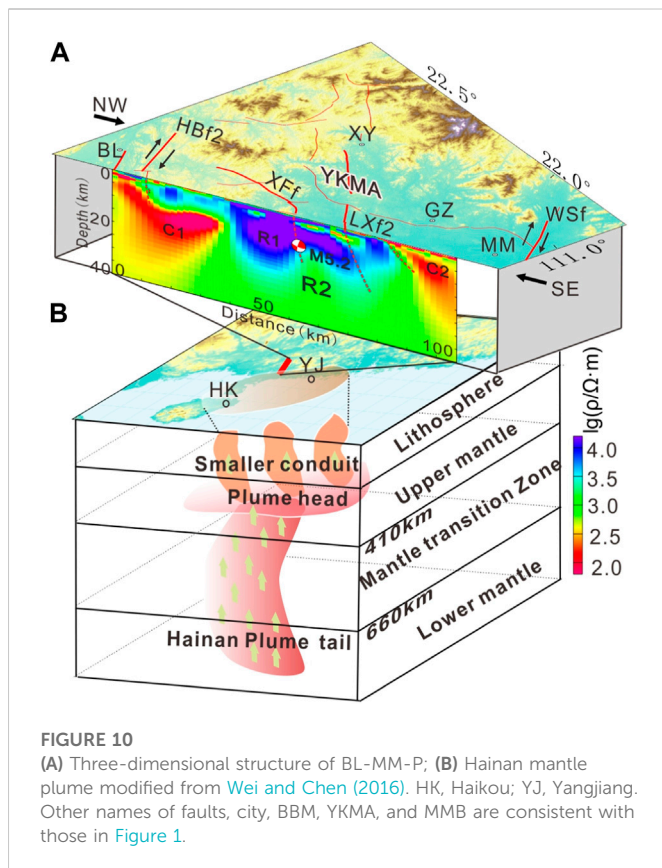 A
22.5°
NW
HBf2
XY
BL
22.0°
YKMA
0
XFf
GZ
WSf
Depth(km)
20
LXf2
C1
R1
MM
111.0°
M5.2
C2
40
0
R2
SE
50
Distance(km)
100
B
YJ
HK
lg(ρ/Ω·m)
Lithosphere
4.0
Smaller conduit
Upper mantle
3.5
Plume head
3.0
410km
Mantle transition Zone
2.5
2.0
660km
Hainan Plume tail
Lower mantle
FIGURE 10
(A) Three-dimensional structure of BL-MM-P; (B) Hainan mantle
plume modified from Wei and Chen (2016). HK, Haikou; YJ, Yangjiang.
Other names of faults, city, BBM, YKMA, and MMB are consistent with
those in Figure 1.